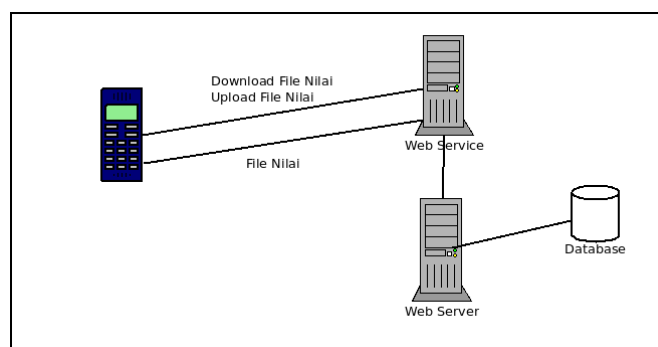 Download File Nilai
Upload File Nilai
Web Service
File Nilai
Database
Web Server